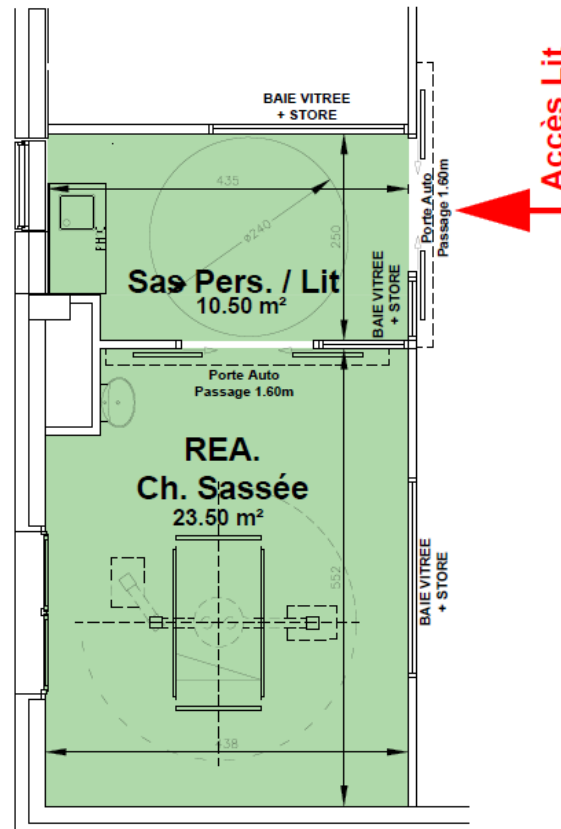 Accès Lit
BAIE VITREE
+ STORE
435
ø240
250
Porte Auto
Passage 1.60m
Sas Pers. / Lit
10.50 m²
BAIE VITREE
+ STORE
Porte Auto
Passage 1.60m
REA.
Ch. Sassée
23.50 m²
552
BAIE VITREE
+ STORE
438